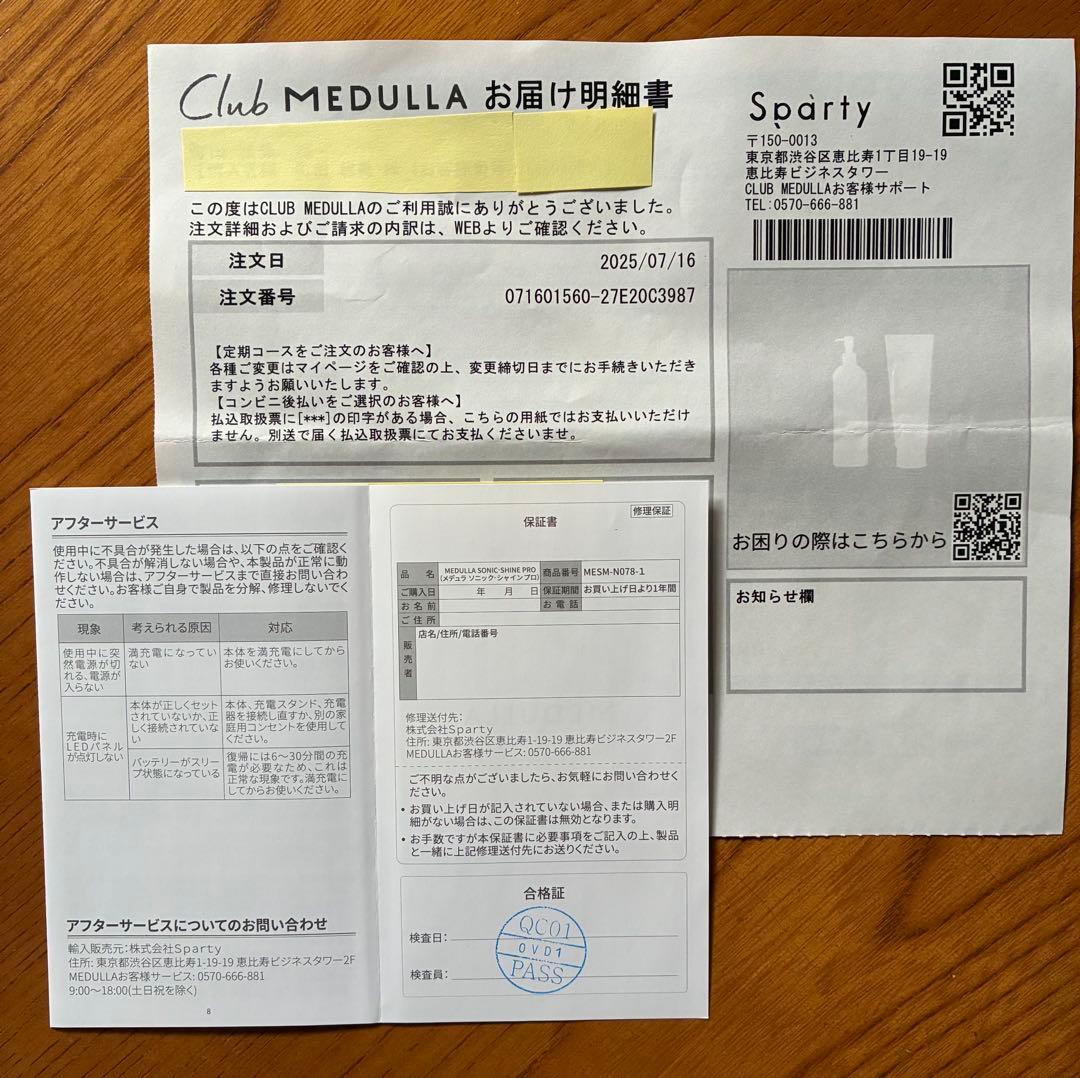 Club MEDULLA お届け明細書
この度はCLUB MEDULLAのご利用誠にありがとうございました。
注文詳細およびご請求の内訳は、WEBよりご確認ください。
注文日 2025/07/16
注文番号 071601560-27E20C3987
【定期コースをご注文のお客様へ】
各種ご変更はマイページをご確認の上、変更締切日までにお手続きいただき
ますようお願いいたします。
【コンビニ後払いをご選択のお客様へ】
払込取扱票に[***]の印字がある場合、こちらの用紙ではお支払いいただけ
ません。別送で届く払込取扱票にてお支払くださいませ。
Sparty
〒150-0013
東京都渋谷区恵比寿1丁目19-19
恵比寿ビジネスタワー
CLUB MEDULLAお客様サポート
TEL:0570-666-881
お困りの際はこちらから
お知らせ欄
アフターサービス
使用中に不具合が発生した場合は、以下の点をご確認く
ださい。不具合が解消しない場合や、本製品が正常に動
作しない場合は、アフターサービスまで直接お問い合わ
せください。お客様ご自身で製品を分解、修理しないでく
ださい。
現象 考えられる原因 対応
使用中に突
然電源が切
れる、電源が
入らない
満充電になってい
ない
本体を満充電にしてから
お使いください。
充電時に
LEDパネル
が点灯しない
本体が正しくセット
されていないか、正
しく接続されていな
い
本体、充電スタンド、充電
器を接続し直すか、別の家
庭用コンセントを使用して
ください。
バッテリーがスリー
プ状態になっている
復帰には6～30分間の充
電が必要なため、これは
正常な現象です。満充電に
してからお使いください。
アフターサービスについてのお問い合わせ
輸入販売元:株式会社Sparty
住所: 東京都渋谷区恵比寿1-19-19 恵比寿ビジネスタワー2F
MEDULLAお客様サービス: 0570-666-881
9:00～18:00(土日祝を除く)
8
保証書
修理保証
品名 MEDULLA SONIC-SHINE PRO
(メデュラ ソニック・シャイン プロ)
商品番号 MESM-N078-1
ご購入日 年 月 日 保証期間 お買い上げ日より1年間
お名前 お電話
ご住所
販売者 店名/住所/電話番号
修理送付先:
株式会社Sparty
住所: 東京都渋谷区恵比寿1-19-19 恵比寿ビジネスタワー2F
MEDULLAお客様サービス: 0570-666-881
ご不明な点がございましたら、お気軽にお問い合わせく
ださい。
• お買い上げ日が記入されていない場合、または購入明
細がない場合は、この保証書は無効となります。
• お手数ですが本保証書に必要事項をご記入の上、製品
と一緒に上記修理送付先にお送りください。
合格証
検査日:
検査員:
QC01
OVD1
PASS